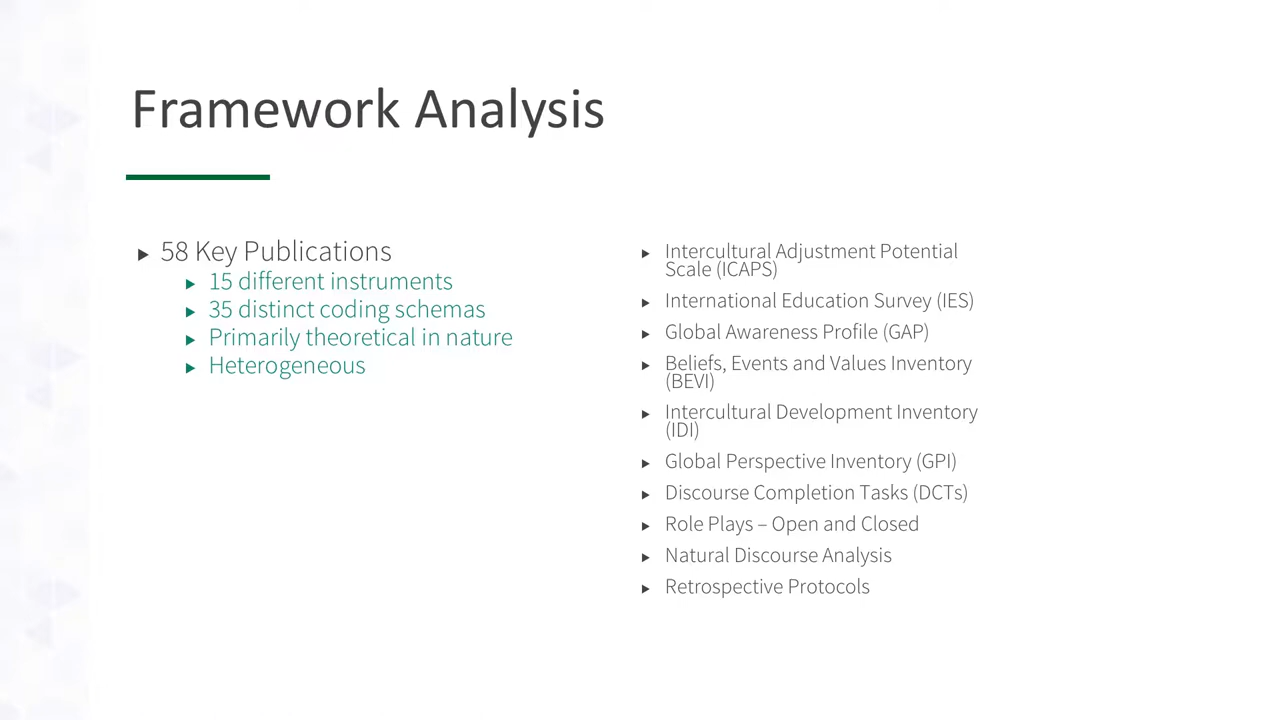 Framework Analysis
58 Key Publications
15 different instruments
35 distinct coding schemas
Primarily theoretical in nature
Heterogeneous
Intercultural Adjustment Potential
Scale (ICAPS)
International Education Survey (IES)
Global Awareness Profile (GAP)
Beliefs, Events and Values Inventory
(BEVI)
Intercultural Development Inventory
(IDI)
Global Perspective Inventory (GPI)
Discourse Completion Tasks (DCTs)
Role Plays – Open and Closed
Natural Discourse Analysis
Retrospective Protocols